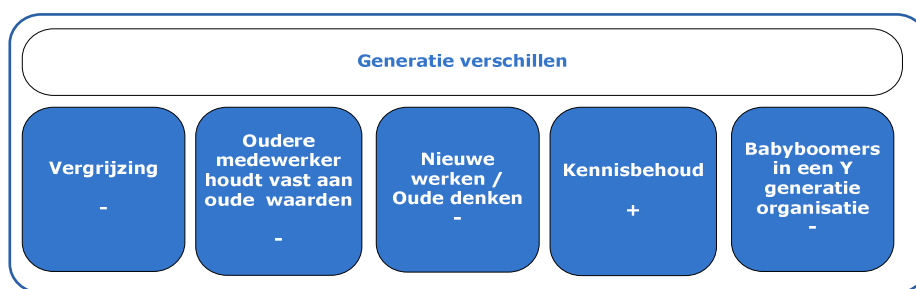 Generatie verschillen
Vergrijzing
-
Oudere
medewerker
houdt vast aan
oude waarden
-
Nieuwe
werken /
Oude denken
-
Kennisbehoud
+
Babyboomers
in een Y
generatie
organisatie
-